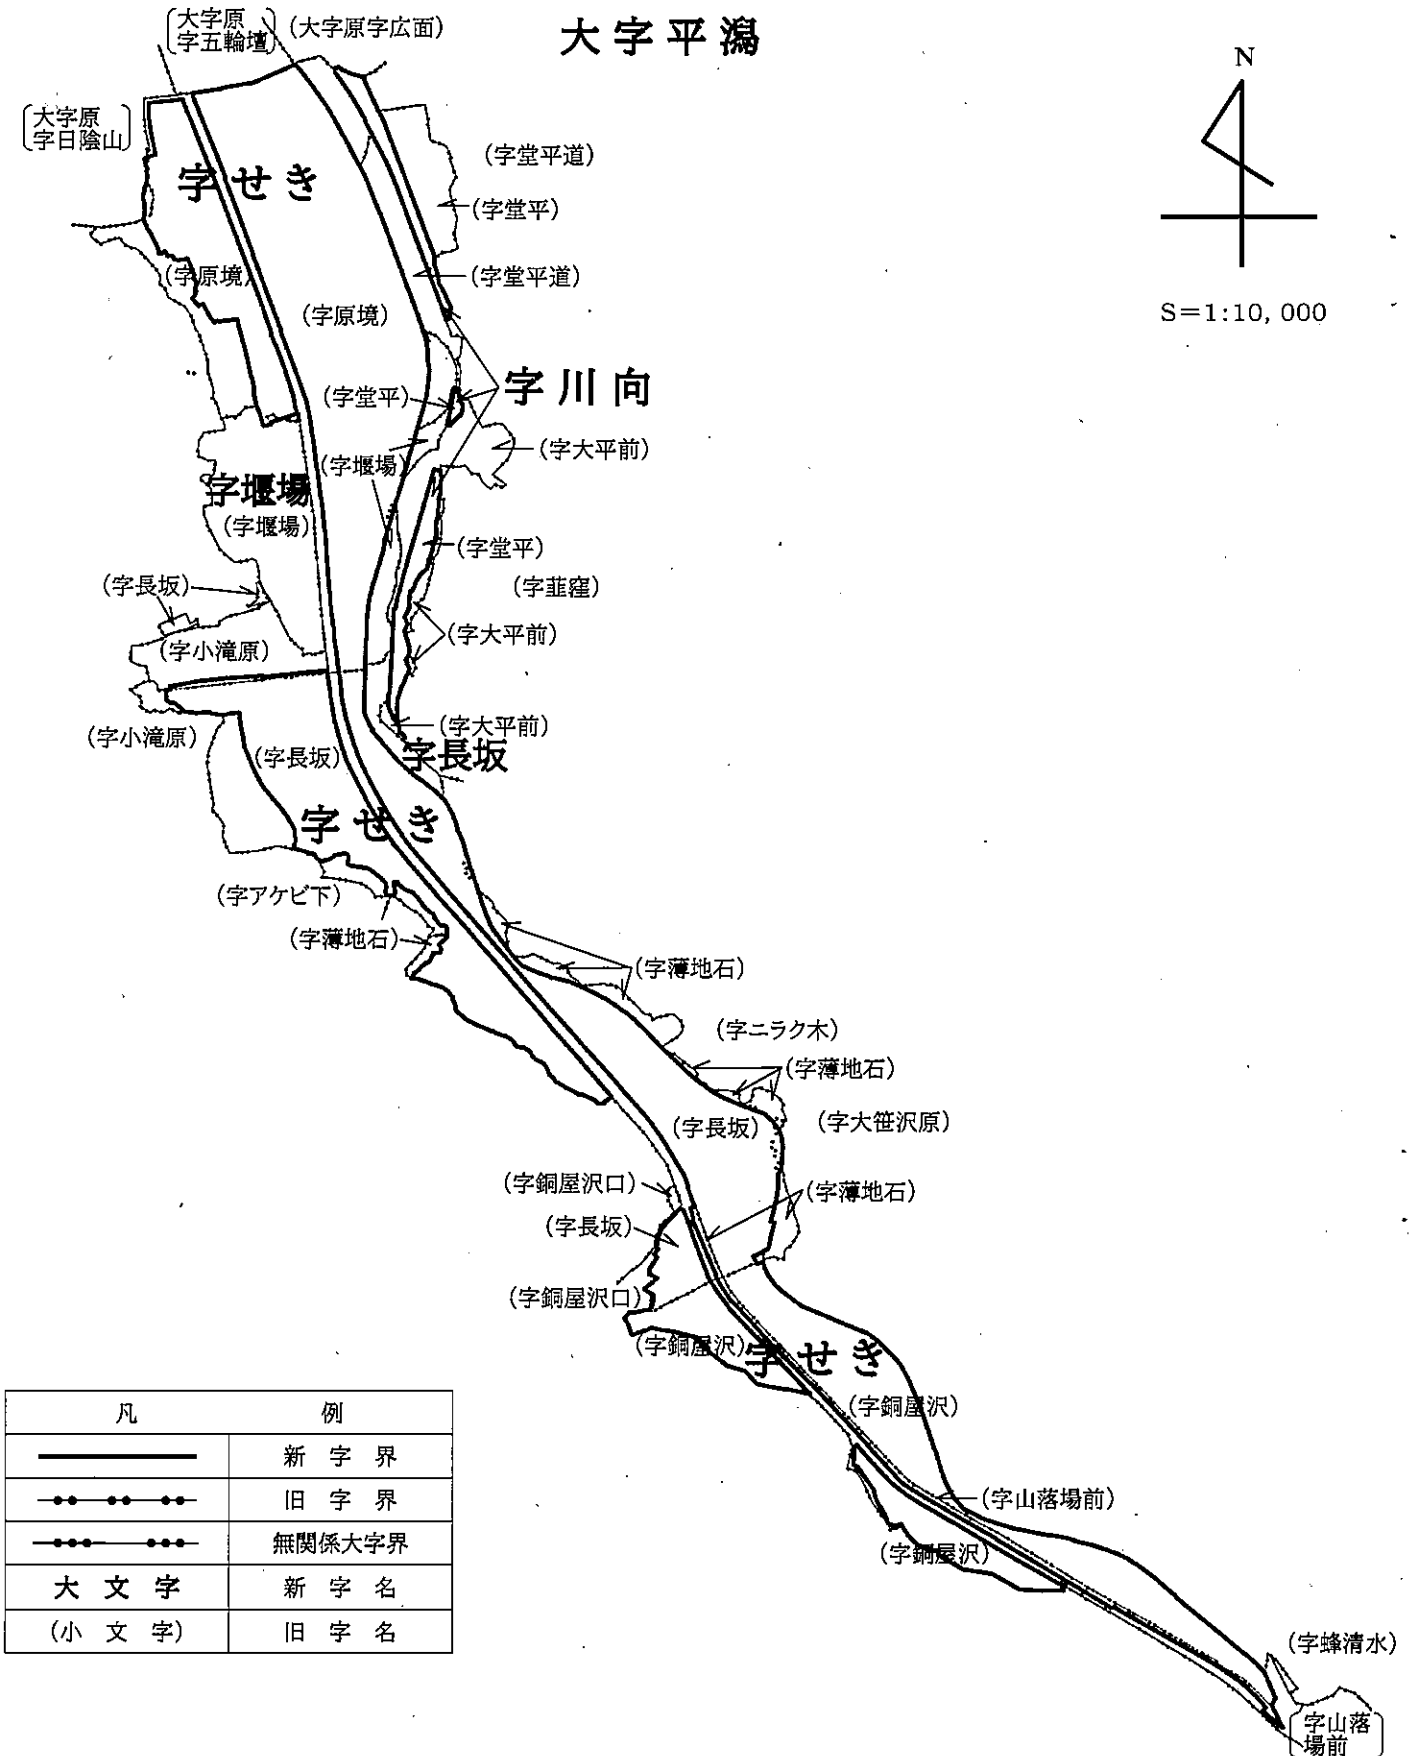 大字原
字五輪壇
(大字原字広面)
大字平潟
N
大字原
字日陰山
(字堂平道)
字せき
(字堂平)
(字原境)
(字堂平道)
(字原境)
S=1:10,000
字川向
(字堂平)
(字大平前)
(字堰場)
字堰場
(字堰場)
(字堂平)
(字長坂)
(字韮窪)
(字大平前)
(字小滝原)
(字大平前)
(字小滝原)
(字長坂)
字長坂
字せき
(字アケビ下)
(字薄地石)
(字薄地石)
(字ニラク木)
(字薄地石)
(字長坂)
(字大笹沢原)
(字銅屋沢口)
(字薄地石)
(字長坂)
(字銅屋沢口)
(字銅屋沢)
字せき
(字銅屋沢)
(字山落場前)
(字銅屋沢)
(字蜂清水)
字山落
場前
凡 例
新字界
旧字界
無関係大字界
大文字 新字名
(小文字) 旧字名